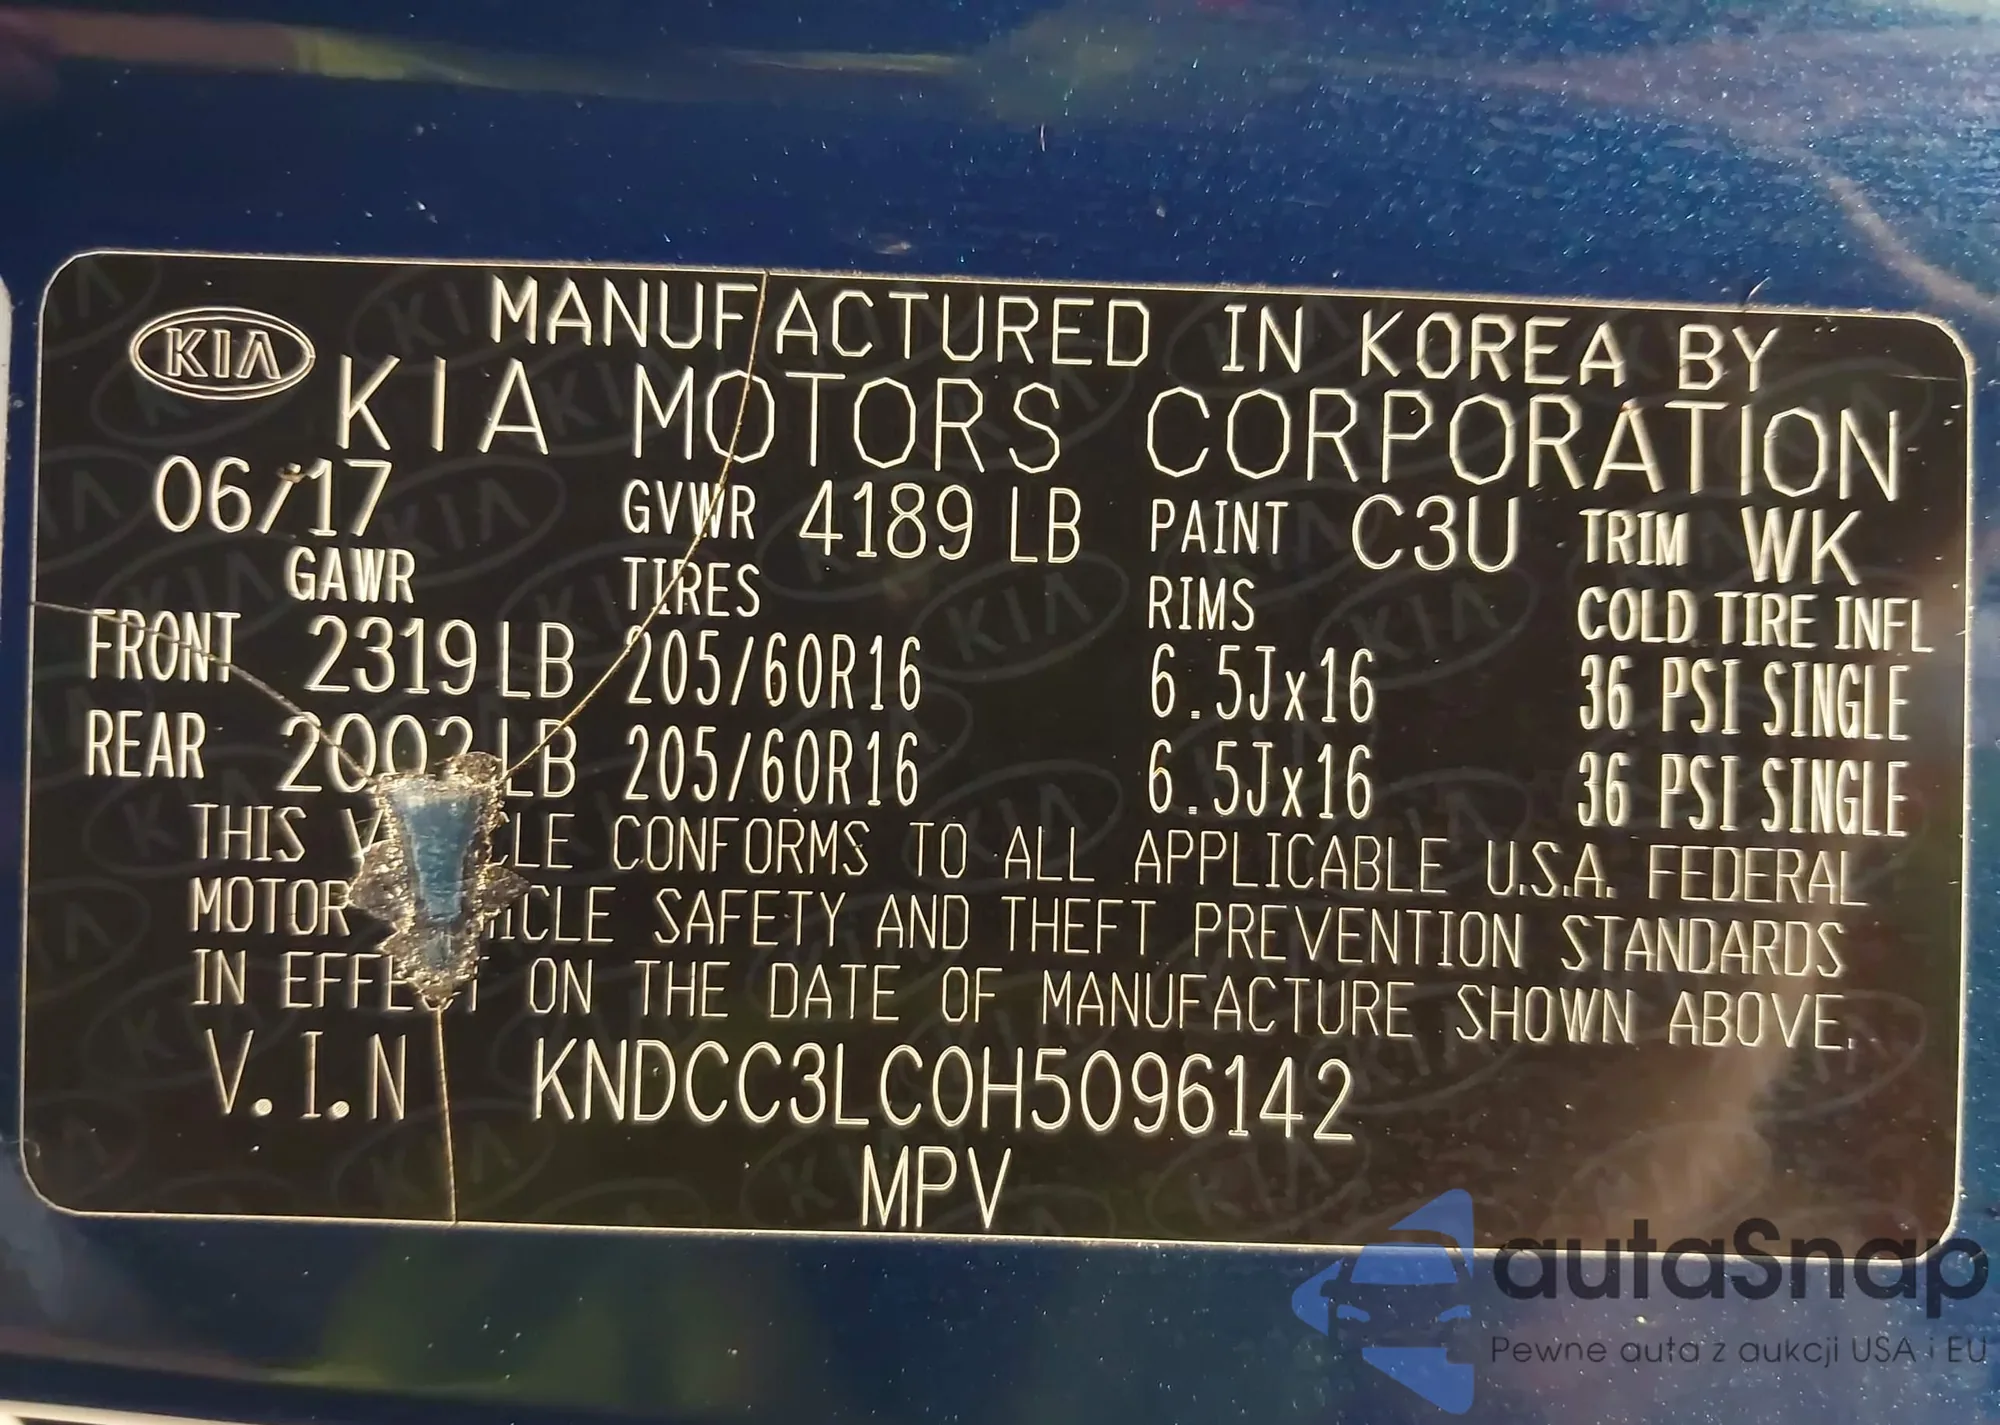 KIA
MANUFACTURED IN KOREA BY
KIA MOTORS CORPORATION
06/17 GVWR 4189 LB PAINT C3U TRIM WK
GAWR TIRES RIMS COLD TIRE INFL
FRONT 2319 LB 205/60R16 6.5Jx16 36 PSI SINGLE
REAR LB 205/60R16 6.5Jx16 36 PSI SINGLE
THIS CONFORMS TO ALL APPLICABLE U.S.A. FEDERAL
MOTOR SAFETY AND THEFT PREVENTION STANDARDS
IN EFFECT ON THE DATE OF MANUFACTURE SHOWN ABOVE.
V.I.N KNDCC3LC0H5096142
MPV
autaSnap
Pewne auta z aukcji USA i EU